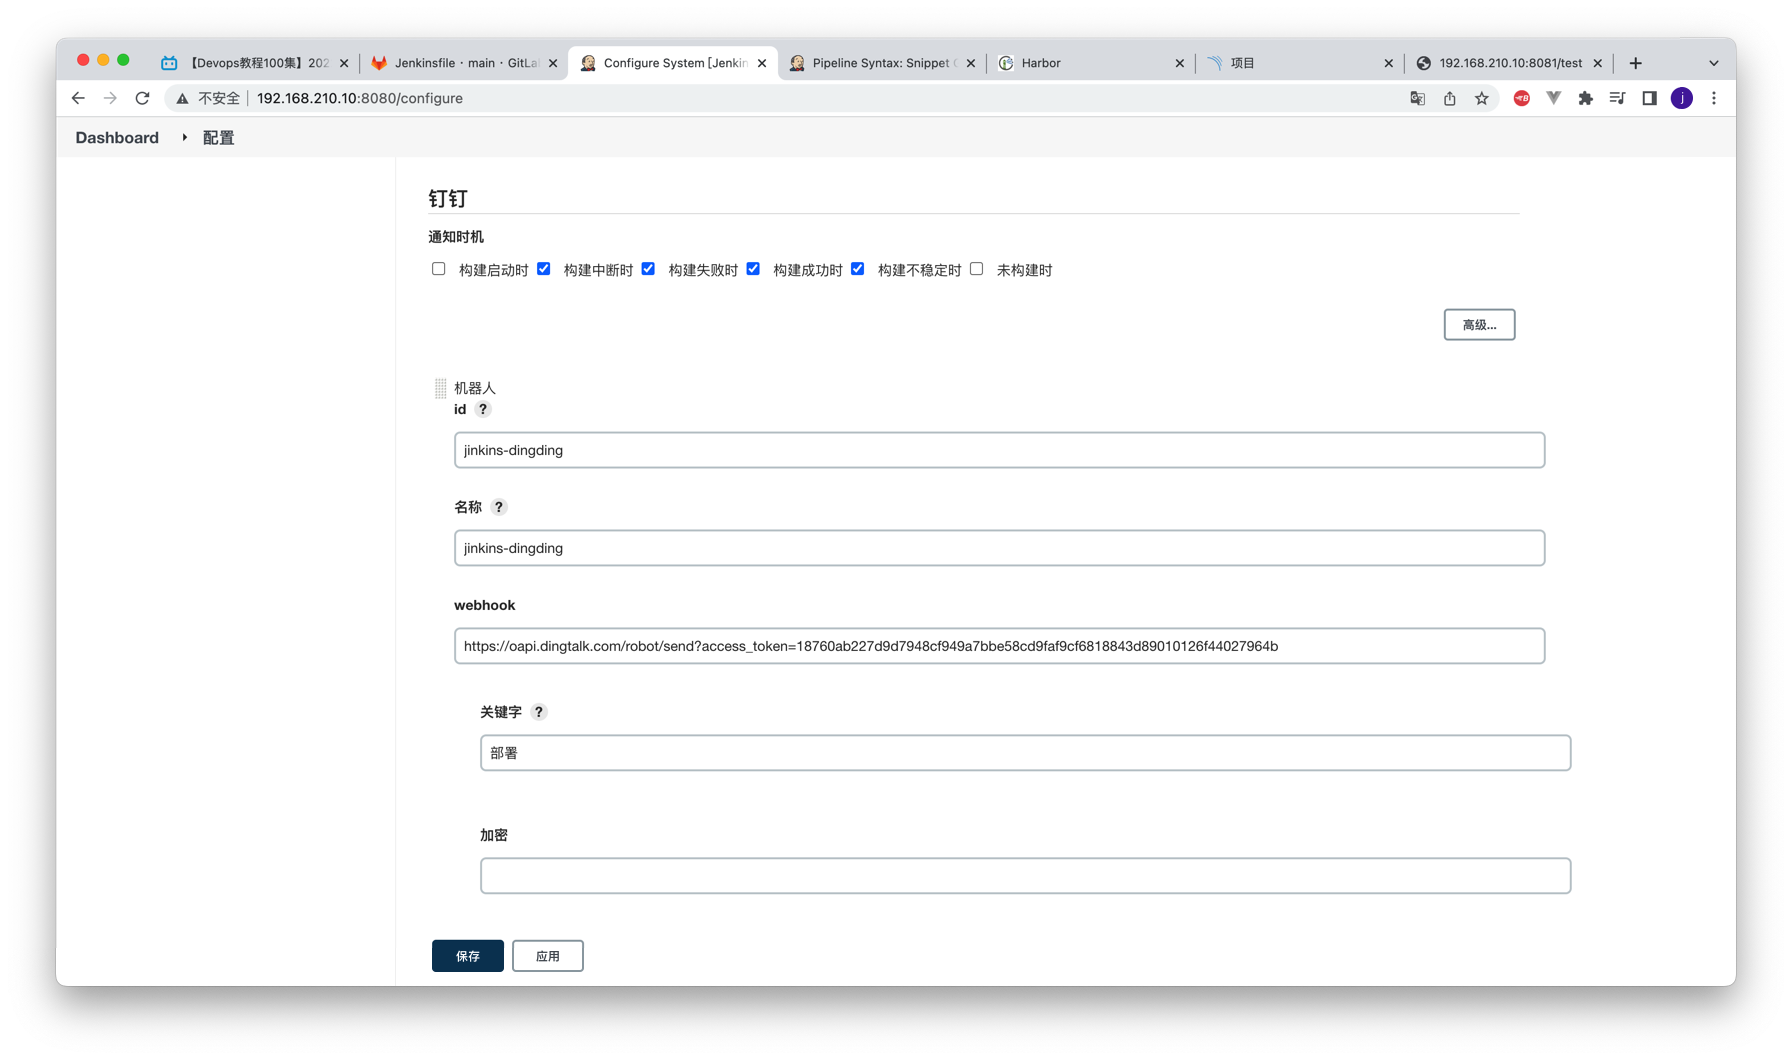 【Devops教程100集】202
Jenkinsfile · main · GitLa
Configure System [Jenkin
Pipeline Syntax: Snippet G
Harbor
项目
192.168.210.10:8081/test
不安全
192.168.210.10:8080/configure
j
Dashboard
配置
钉钉
通知时机
构建启动时 构建中断时 构建失败时 构建成功时 构建不稳定时 未构建时
高级...
机器人
id ?
jinkins-dingding
名称 ?
jinkins-dingding
webhook
https://oapi.dingtalk.com/robot/send?access_token=18760ab227d9d7948cf949a7bbe58cd9faf9cf6818843d89010126f44027964b
关键字 ?
部署
加密
保存 应用